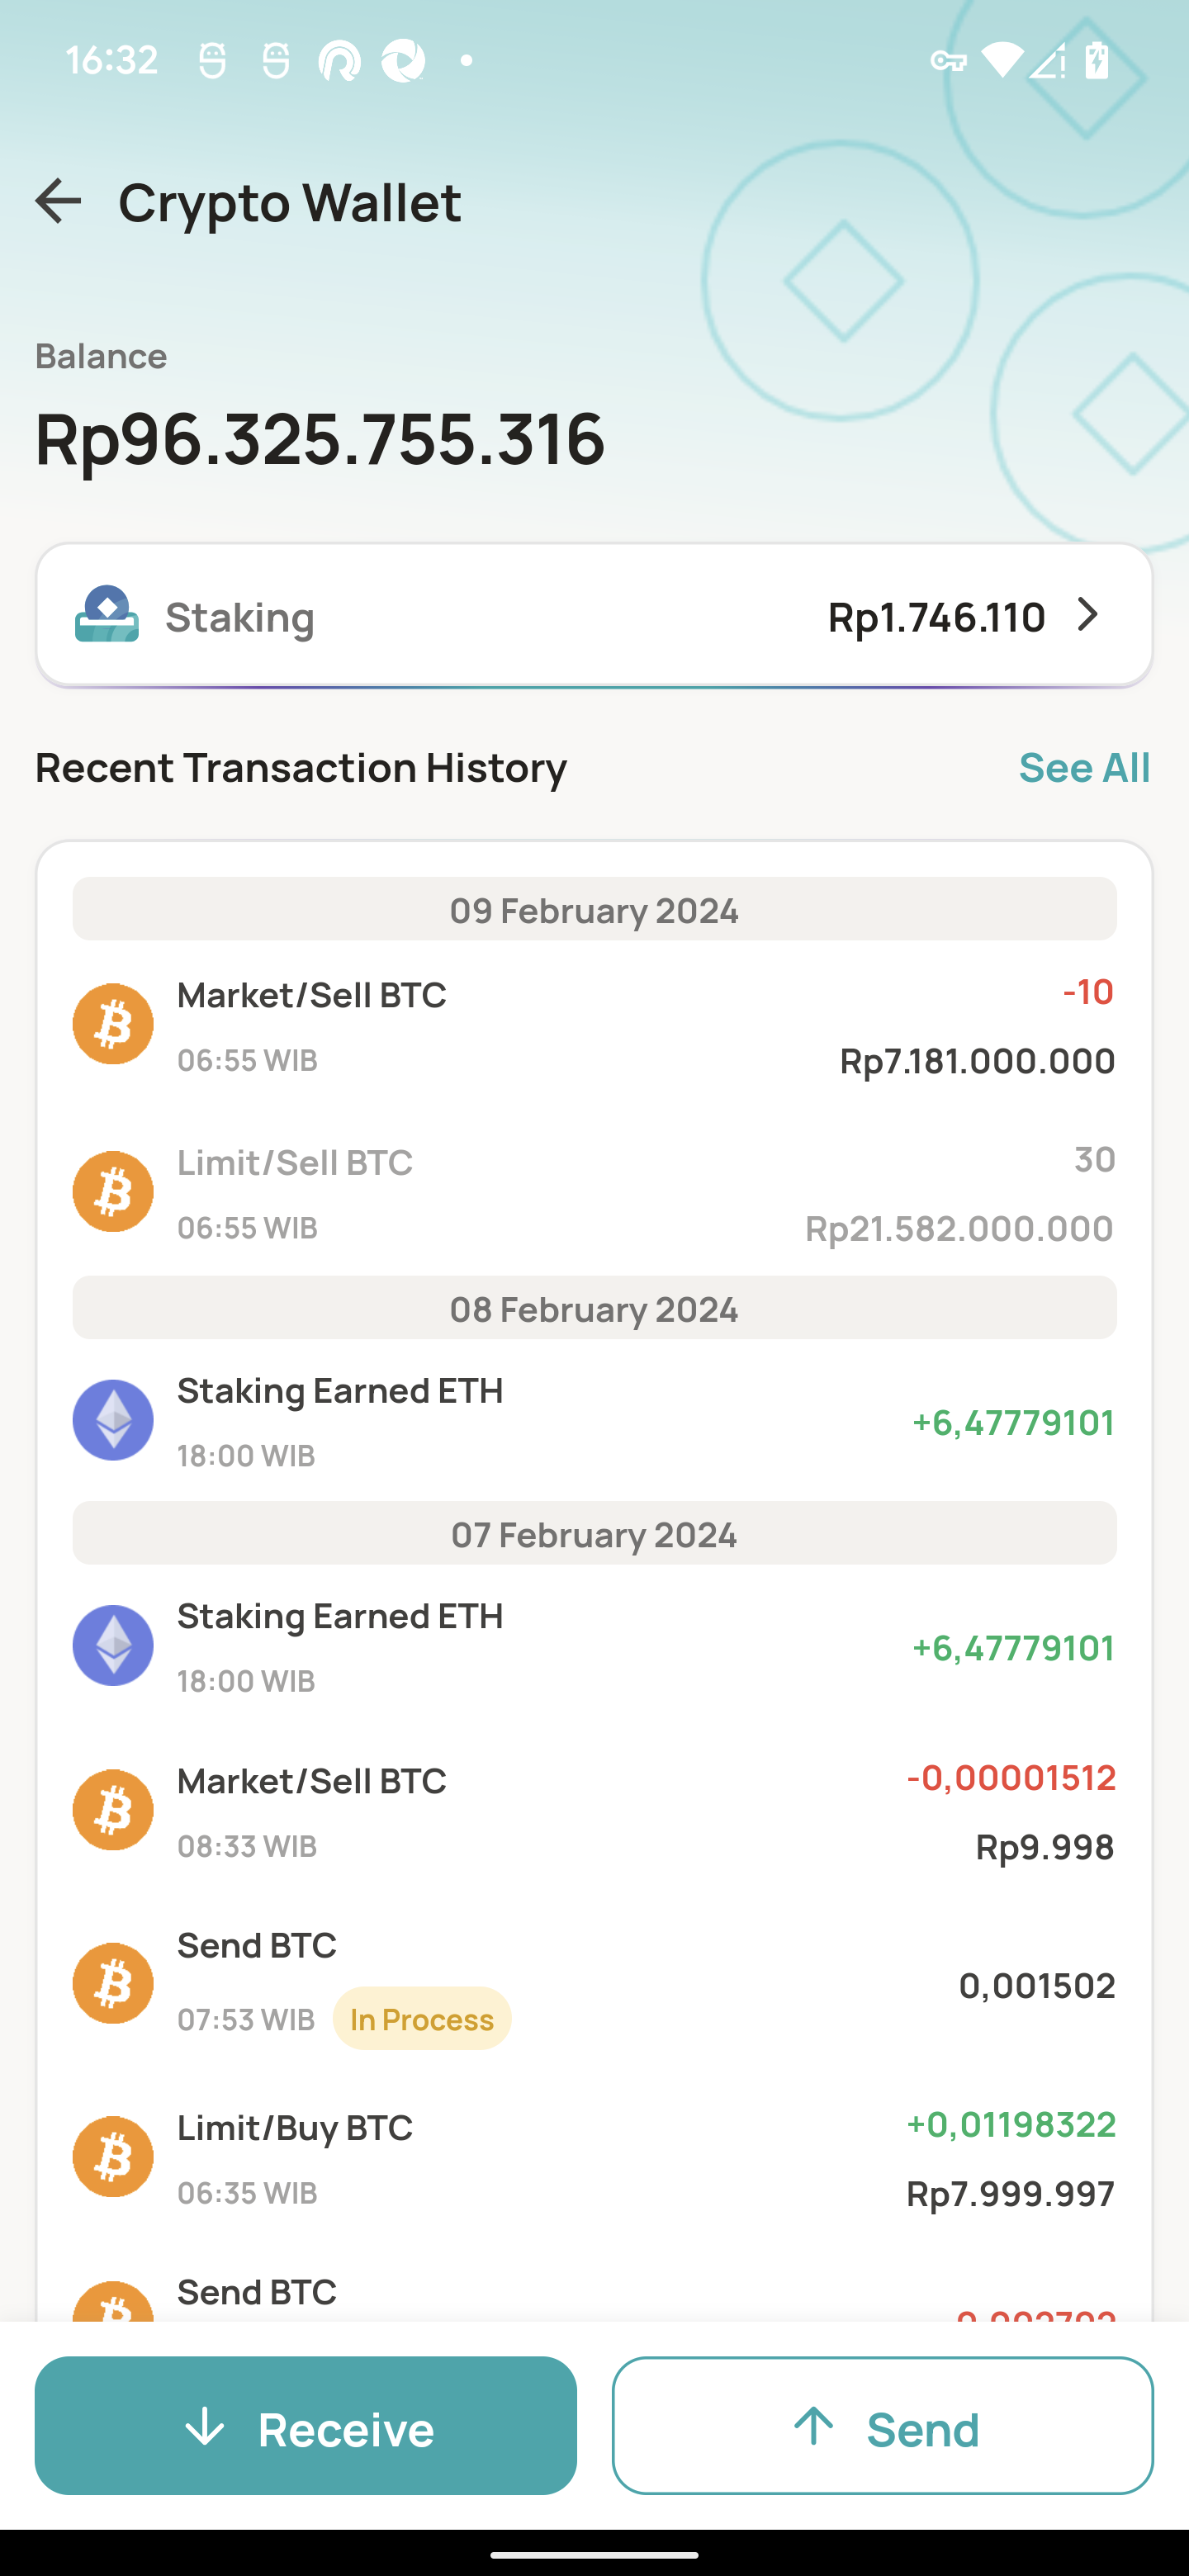 16:32
Crypto Wallet
Balance
Rp96.325.755.316
Staking Rp1.746.110
Recent Transaction History See All
09 February 2024
Market/Sell BTC -10
06:55 WIB Rp7.181.000.000
Limit/Sell BTC 30
06:55 WIB Rp21.582.000.000
08 February 2024
Staking Earned ETH
+6,47779101
18:00 WIB
07 February 2024
Staking Earned ETH
+6,47779101
18:00 WIB
Market/Sell BTC -0,00001512
08:33 WIB Rp9.998
Send BTC
0,001502
07:53 WIB In Process
Limit/Buy BTC +0,01198322
06:35 WIB Rp7.999.997
Send BTC
Receive Send